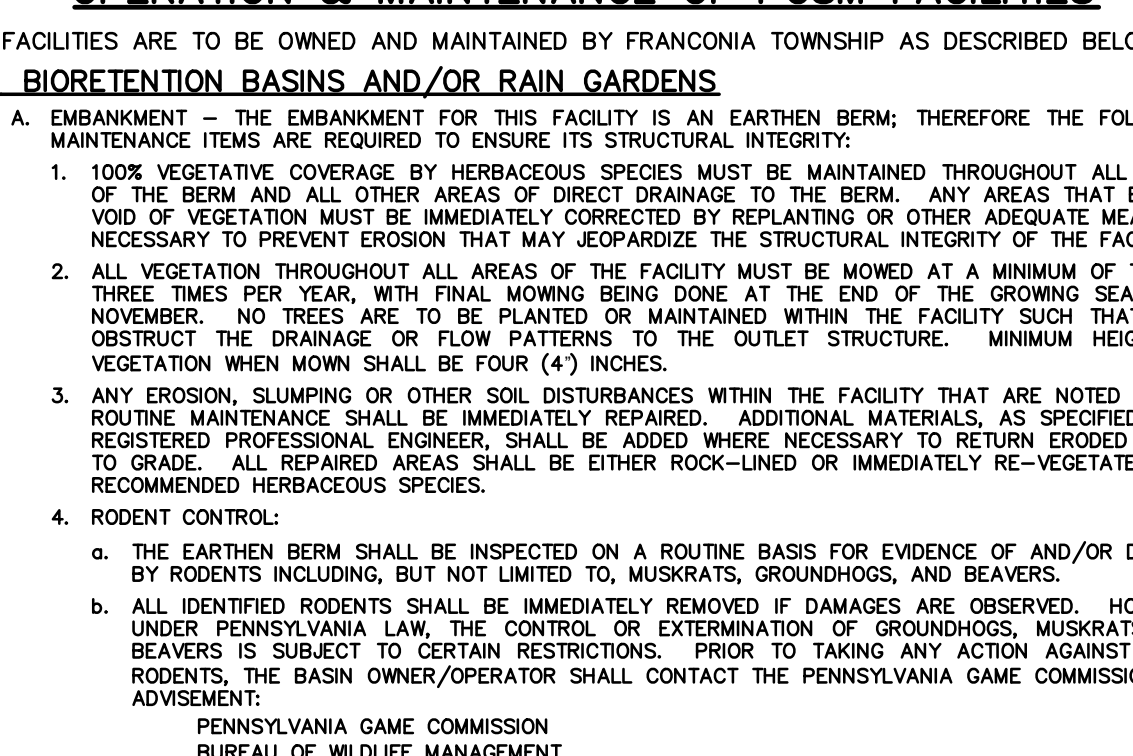 OPERATION & MAINTENANCE OF PCSM FACILITIES
FACILITIES ARE TO BE OWNED AND MAINTAINED BY FRANCONIA TOWNSHIP AS DESCRIBED
BIORETENTION BASINS AND/OR RAIN GARDENS
A. EMBANKMENT – THE EMBANKMENT FOR THIS FACILITY IS AN EARTHEN BERM; THEREFORE THE
MAINTENANCE ITEMS ARE REQUIRED TO ENSURE ITS STRUCTURAL INTEGRITY:
1. 100% VEGETATIVE COVERAGE BY HERBACEOUS SPECIES MUST BE MAINTAINED THROUGHOUT ALL
OF THE BERM AND ALL OTHER AREAS OF DIRECT DRAINAGE TO THE BERM. ANY AREAS THAT
VOID OF VEGETATION MUST BE IMMEDIATELY CORRECTED BY REPLANTING OR OTHER ADEQUATE
NECESSARY TO PREVENT EROSION THAT MAY JEOPARDIZE THE STRUCTURAL INTEGRITY OF THE
2. ALL VEGETATION THROUGHOUT ALL AREAS OF THE FACILITY MUST BE MOWED AT A MINIMUM OF
THREE TIMES PER YEAR, WITH FINAL MOWING BEING DONE AT THE END OF THE GROWING
NOVEMBER. NO TREES ARE TO BE PLANTED OR MAINTAINED WITHIN THE FACILITY SUCH THAT
OBSTRUCT THE DRAINAGE OR FLOW PATTERNS TO THE OUTLET STRUCTURE. MINIMUM
VEGETATION WHEN MOWN SHALL BE FOUR (4") INCHES.
3. ANY EROSION, SLUMPING OR OTHER SOIL DISTURBANCES WITHIN THE FACILITY THAT ARE NOTED
ROUTINE MAINTENANCE SHALL BE IMMEDIATELY REPAIRED. ADDITIONAL MATERIALS, AS SPECIFIED
REGISTERED PROFESSIONAL ENGINEER, SHALL BE ADDED WHERE NECESSARY TO RETURN ERODED
TO GRADE. ALL REPAIRED AREAS SHALL BE EITHER ROCK–LINED OR IMMEDIATELY RE–VEGETATE
RECOMMENDED HERBACEOUS SPECIES.
4. RODENT CONTROL:
a. THE EARTHEN BERM SHALL BE INSPECTED ON A ROUTINE BASIS FOR EVIDENCE OF AND/OR
BY RODENTS INCLUDING, BUT NOT LIMITED TO, MUSKRATS, GROUNDHOGS, AND BEAVERS.
b. ALL IDENTIFIED RODENTS SHALL BE IMMEDIATELY REMOVED IF DAMAGES ARE OBSERVED.
UNDER PENNSYLVANIA LAW, THE CONTROL OR EXTERMINATION OF GROUNDHOGS, MUSKRATS
BEAVERS IS SUBJECT TO CERTAIN RESTRICTIONS. PRIOR TO TAKING ANY ACTION AGAINST
RODENTS, THE BASIN OWNER/OPERATOR SHALL CONTACT THE PENNSYLVANIA GAME
ADVISEMENT:
PENNSYLVANIA GAME COMMISSION
BUREAU OF WILDLIFE MANAGEMENT